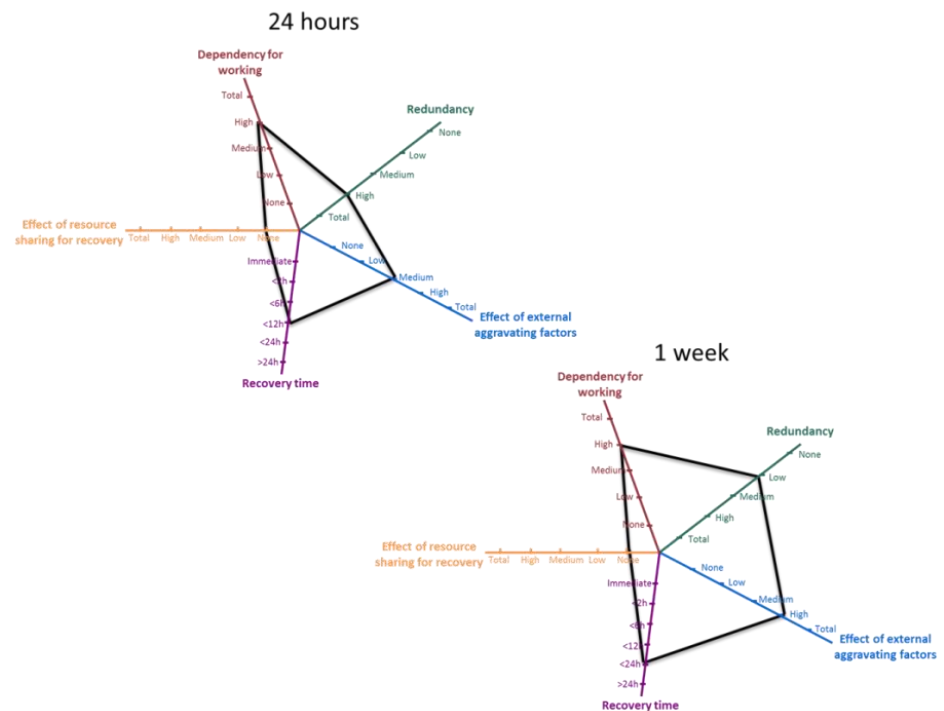 24 hours
Dependency for
working
Total
High
Medium
Low
None
Redundancy
None
Low
Medium
High
Total
Effect of resource
sharing for recovery
Total High Medium Low None
None
Low
Medium
High
Total
Effect of external
aggravating factors
Immediate
<2h
<6h
<12h
<24h
>24h
Recovery time
1 week
Dependency for
working
Total
High
Medium
Low
None
Redundancy
None
Low
Medium
High
Total
Effect of resource
sharing for recovery
Total High Medium Low None
None
Low
Medium
High
Total
Effect of external
aggravating factors
Immediate
<2h
<6h
<12h
<24h
>24h
Recovery time